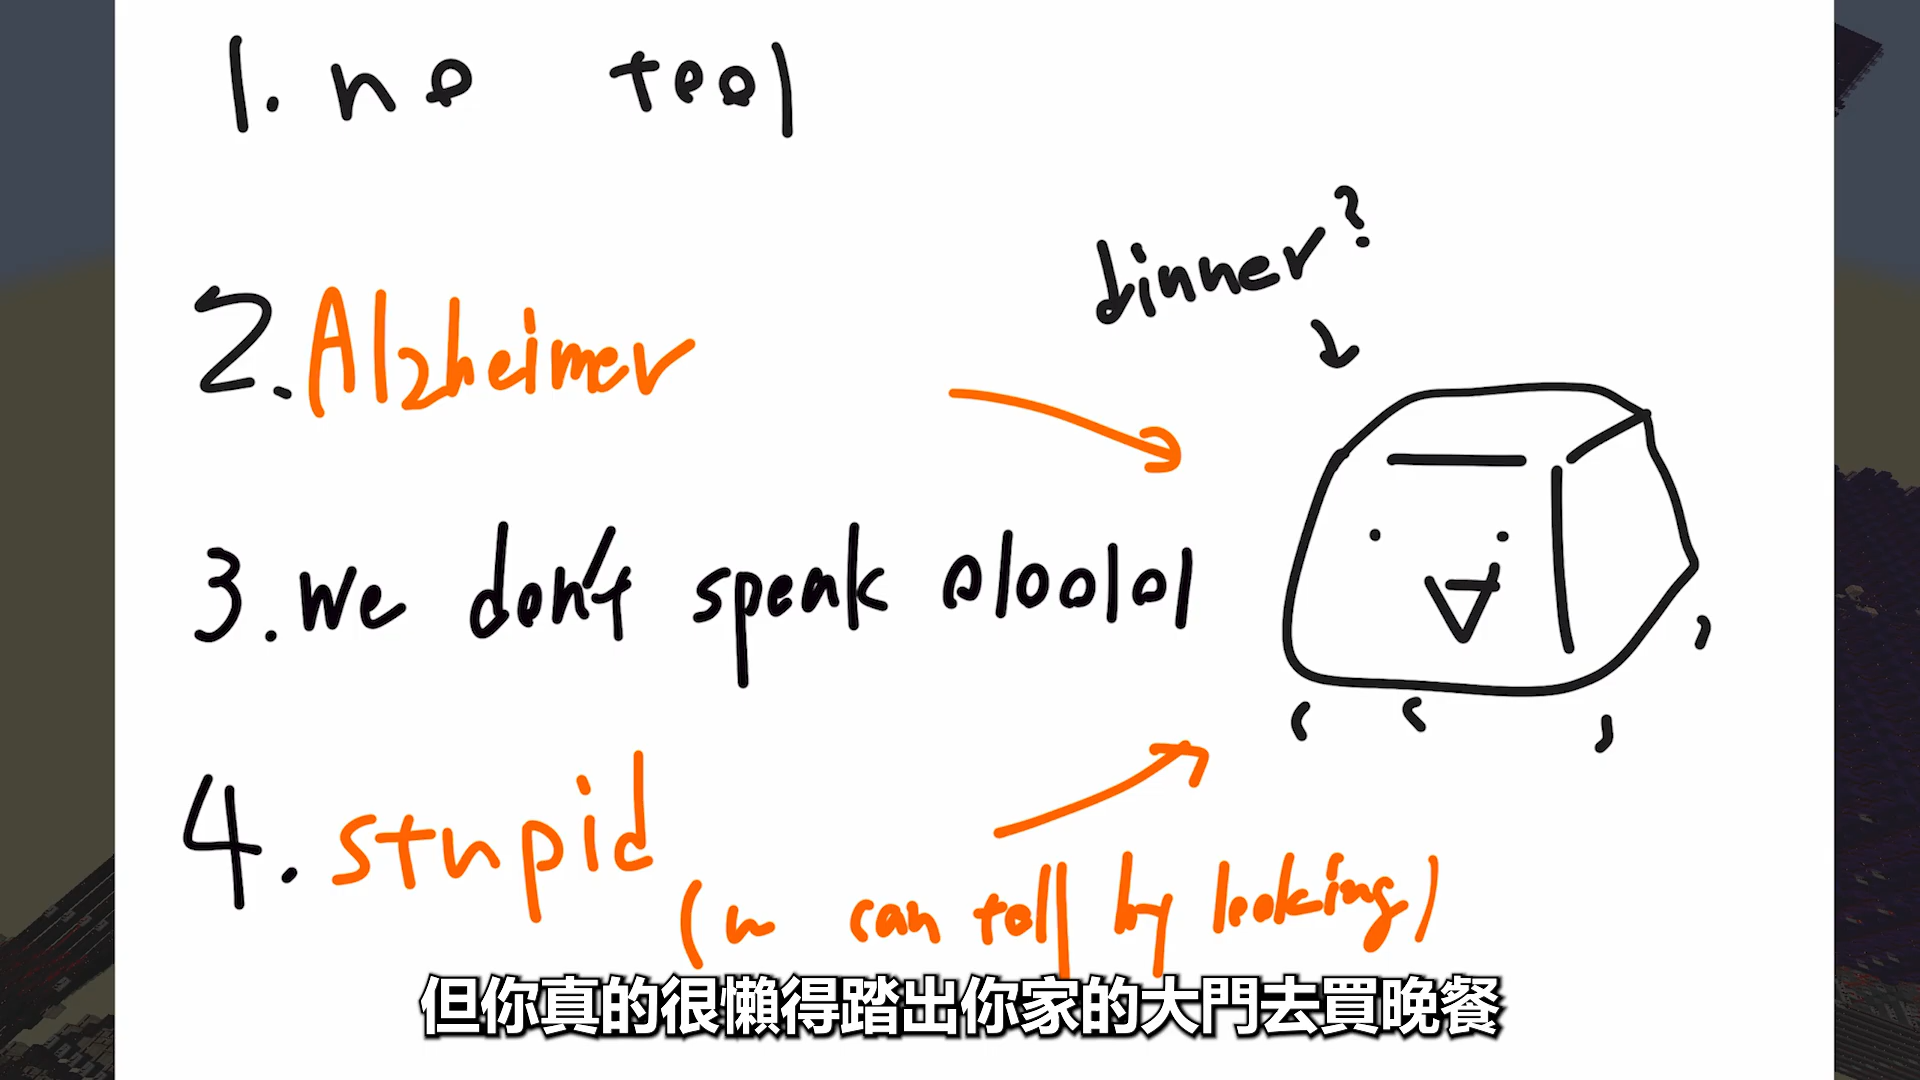 1. no tool
dinner?
2. Alzheimer
3. we don't speak 0100101
4. stupid
(w can tell by looking)
但你真的很懶得踏出你家的大門去買晚餐